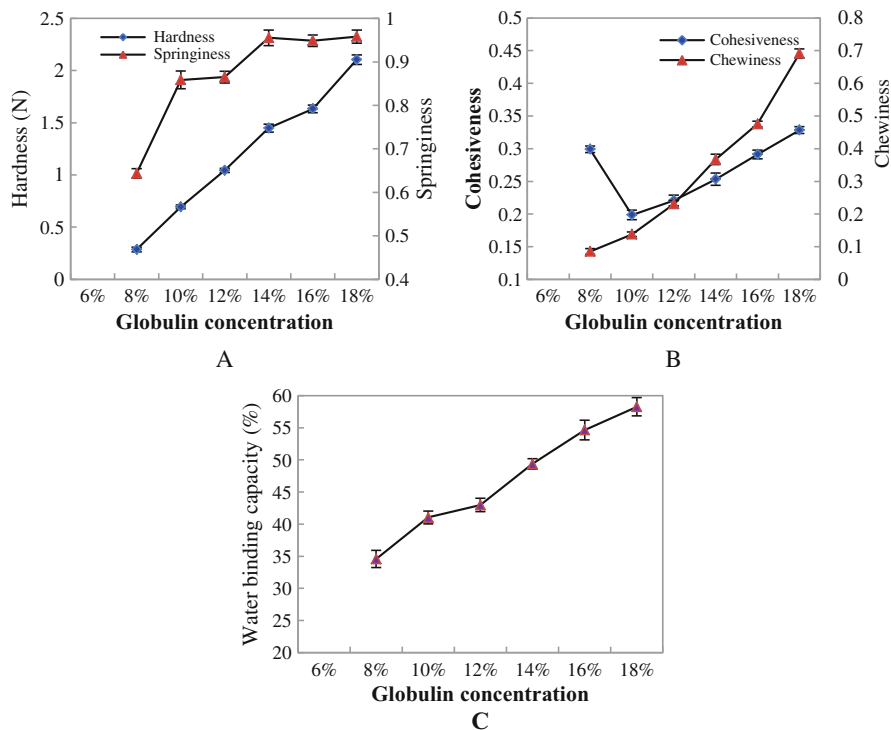 Hardness
Springiness
Hardness (N)
2.5
2
1.5
1
0.5
0
1
0.9
0.8
0.7
0.6
0.5
0.4
Springiness
6% 8% 10% 12% 14% 16% 18%
Globulin concentration
A
Cohesiveness
Chewiness
Cohesiveness
0.5
0.45
0.4
0.35
0.3
0.25
0.2
0.15
0.1
0.8
0.7
0.6
0.5
0.4
0.3
0.2
0.1
0
Chewiness
6% 8% 10% 12% 14% 16% 18%
Globulin concentration
B
Water binding capacity (%)
60
55
50
45
40
35
30
25
20
6% 8% 10% 12% 14% 16% 18%
Globulin concentration
C